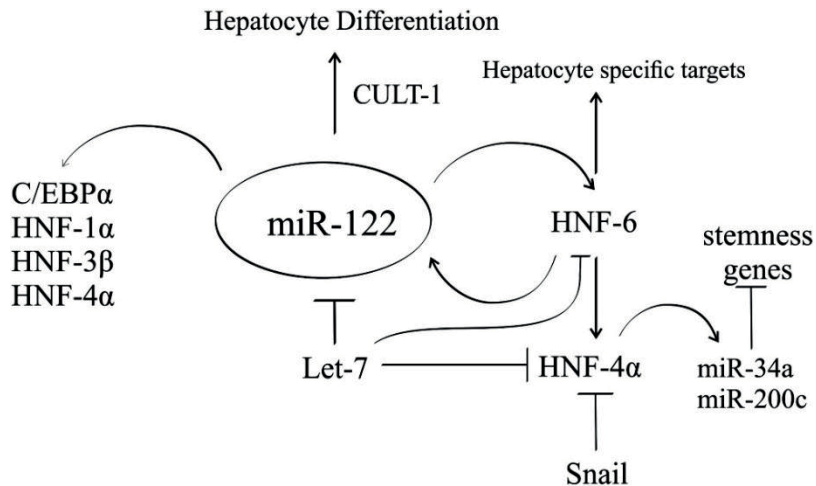 Hepatocyte Differentiation
CULT-1
Hepatocyte specific targets
C/EBPα
HNF-1α
HNF-3β
HNF-4α
miR-122
HNF-6
stemness
genes
Let-7
HNF-4α
miR-34a
miR-200c
Snail